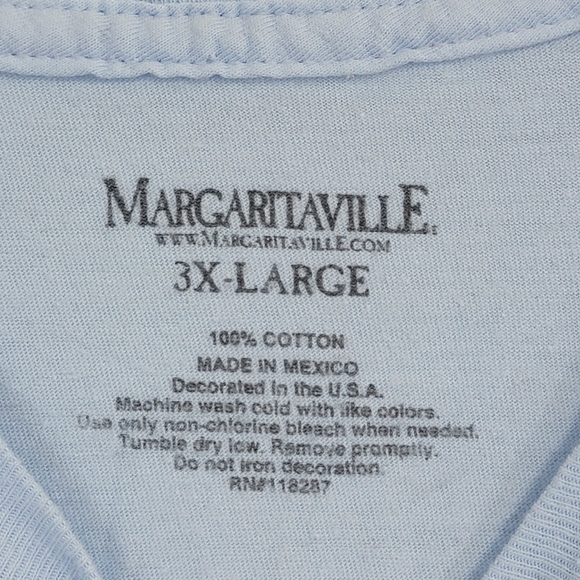 MARGARITAVILLE
WWW.MARGARITAVILLE.COM
3X-LARGE
100% COTTON
MADE IN MEXICO
Decorated in the U.S.A.
Machine wash cold with like colors.
Use only non-chlorine bleach when needed.
Tumble dry low. Remove promptly.
Do not iron decoration.
RN#118287